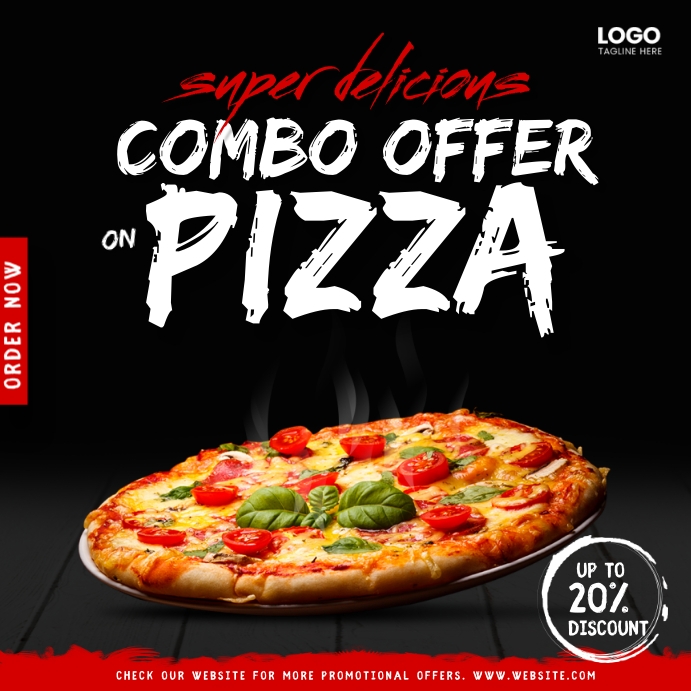 LOGO
TAGLINE HERE
super delicious
COMBO OFFER
ON PIZZA
ORDER NOW
UP TO
20%
DISCOUNT
CHECK OUR WEBSITE FOR MORE PROMOTIONAL OFFERS. WWW.WEBSITE.COM